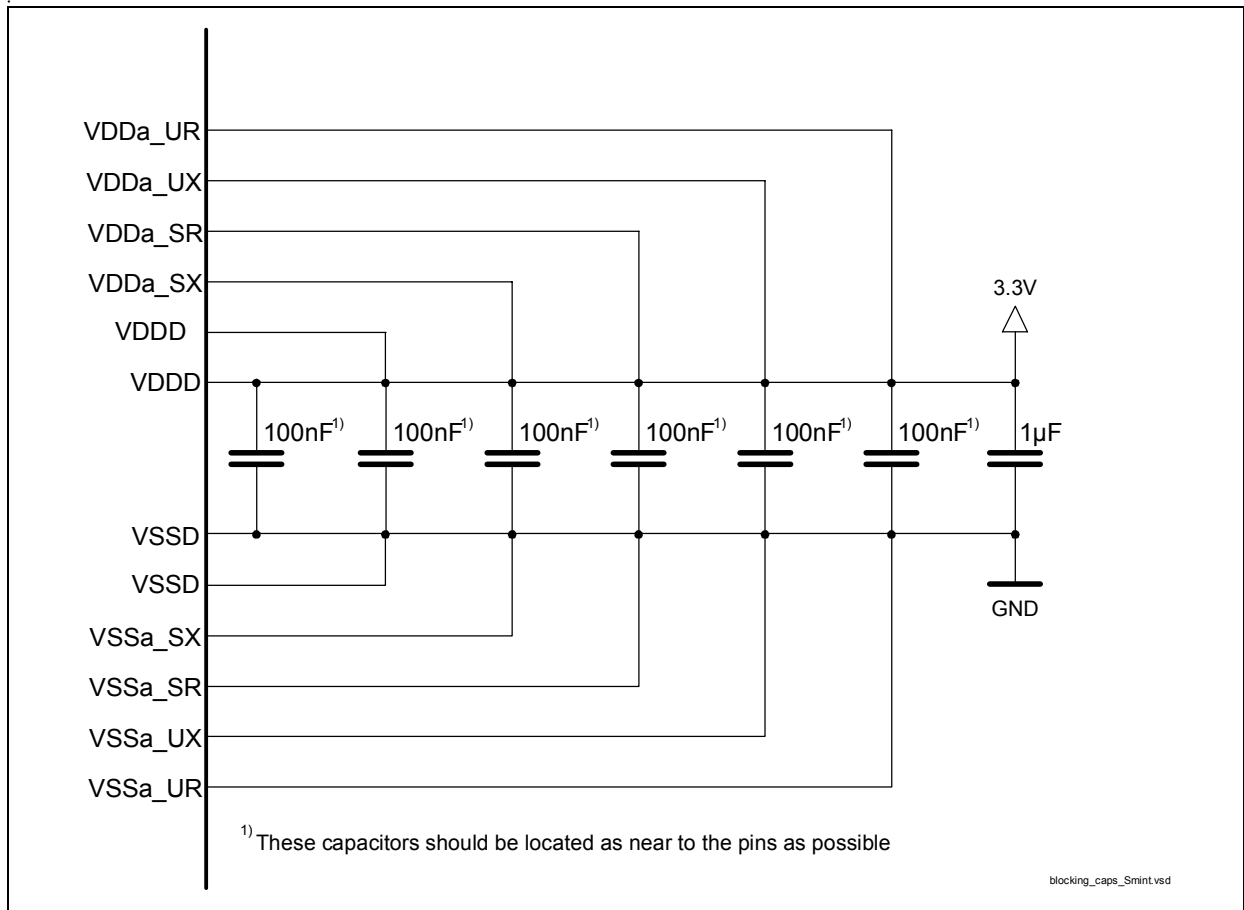 VDDa_UR
VDDa_UX
VDDa_SR
VDDa_SX
3.3V
VDDD
VDDD
100nF1) 100nF1) 100nF1) 100nF1) 100nF1) 100nF1) 1µF
VSSD
VSSD
GND
VSSa_SX
VSSa_SR
VSSa_UX
VSSa_UR
1) These capacitors should be located as near to the pins as possible
blocking_caps_Smint.vsd